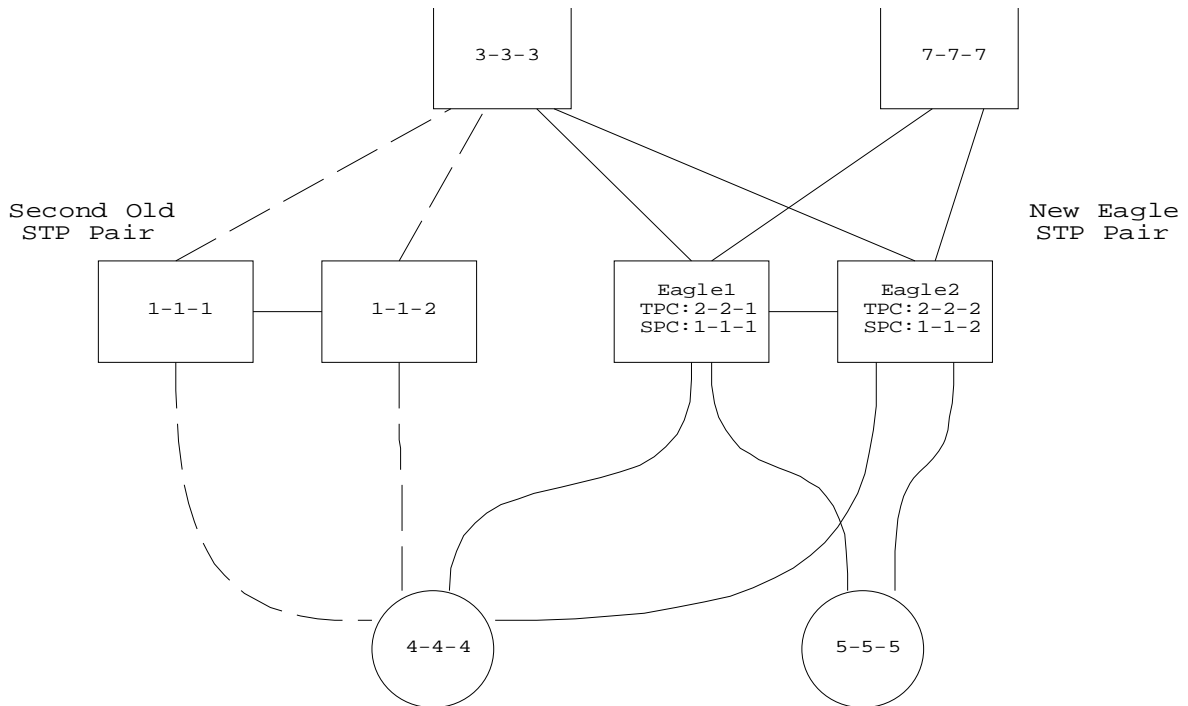 3-3-3
7-7-7
Second Old
STP Pair
New Eagle
STP Pair
1-1-1
1-1-2
Eagle1
TPC:2-2-1
SPC:1-1-1
Eagle2
TPC:2-2-2
SPC:1-1-2
4-4-4
5-5-5